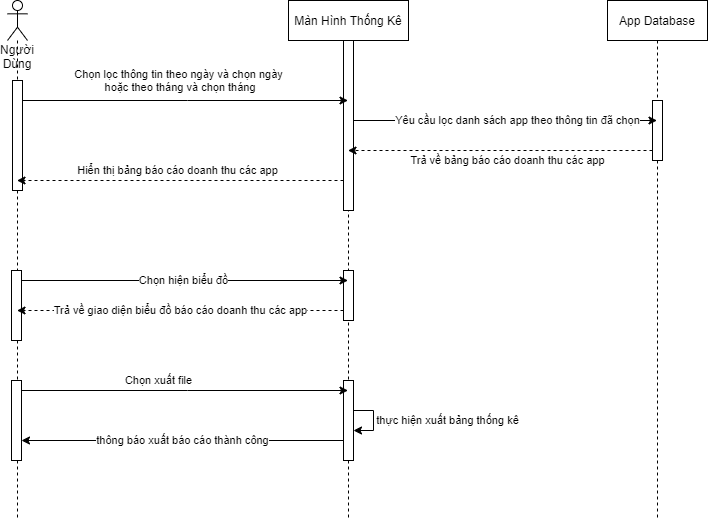 Người
Dừng
Màn Hình Thống Kê
App Database
Chọn lọc thông tin theo ngày và chọn ngày
hoặc theo tháng và chọn tháng
Yêu cầu lọc danh sách app theo thông tin đã chọn
Trả về bảng báo cáo doanh thu các app
Hiển thị bảng báo cáo doanh thu các app
Chọn hiện biểu đồ
Trả về giao diện biểu đồ báo cáo doanh thu các app
Chọn xuất file
thực hiện xuất bảng thống kê
thông báo xuất báo cáo thành công